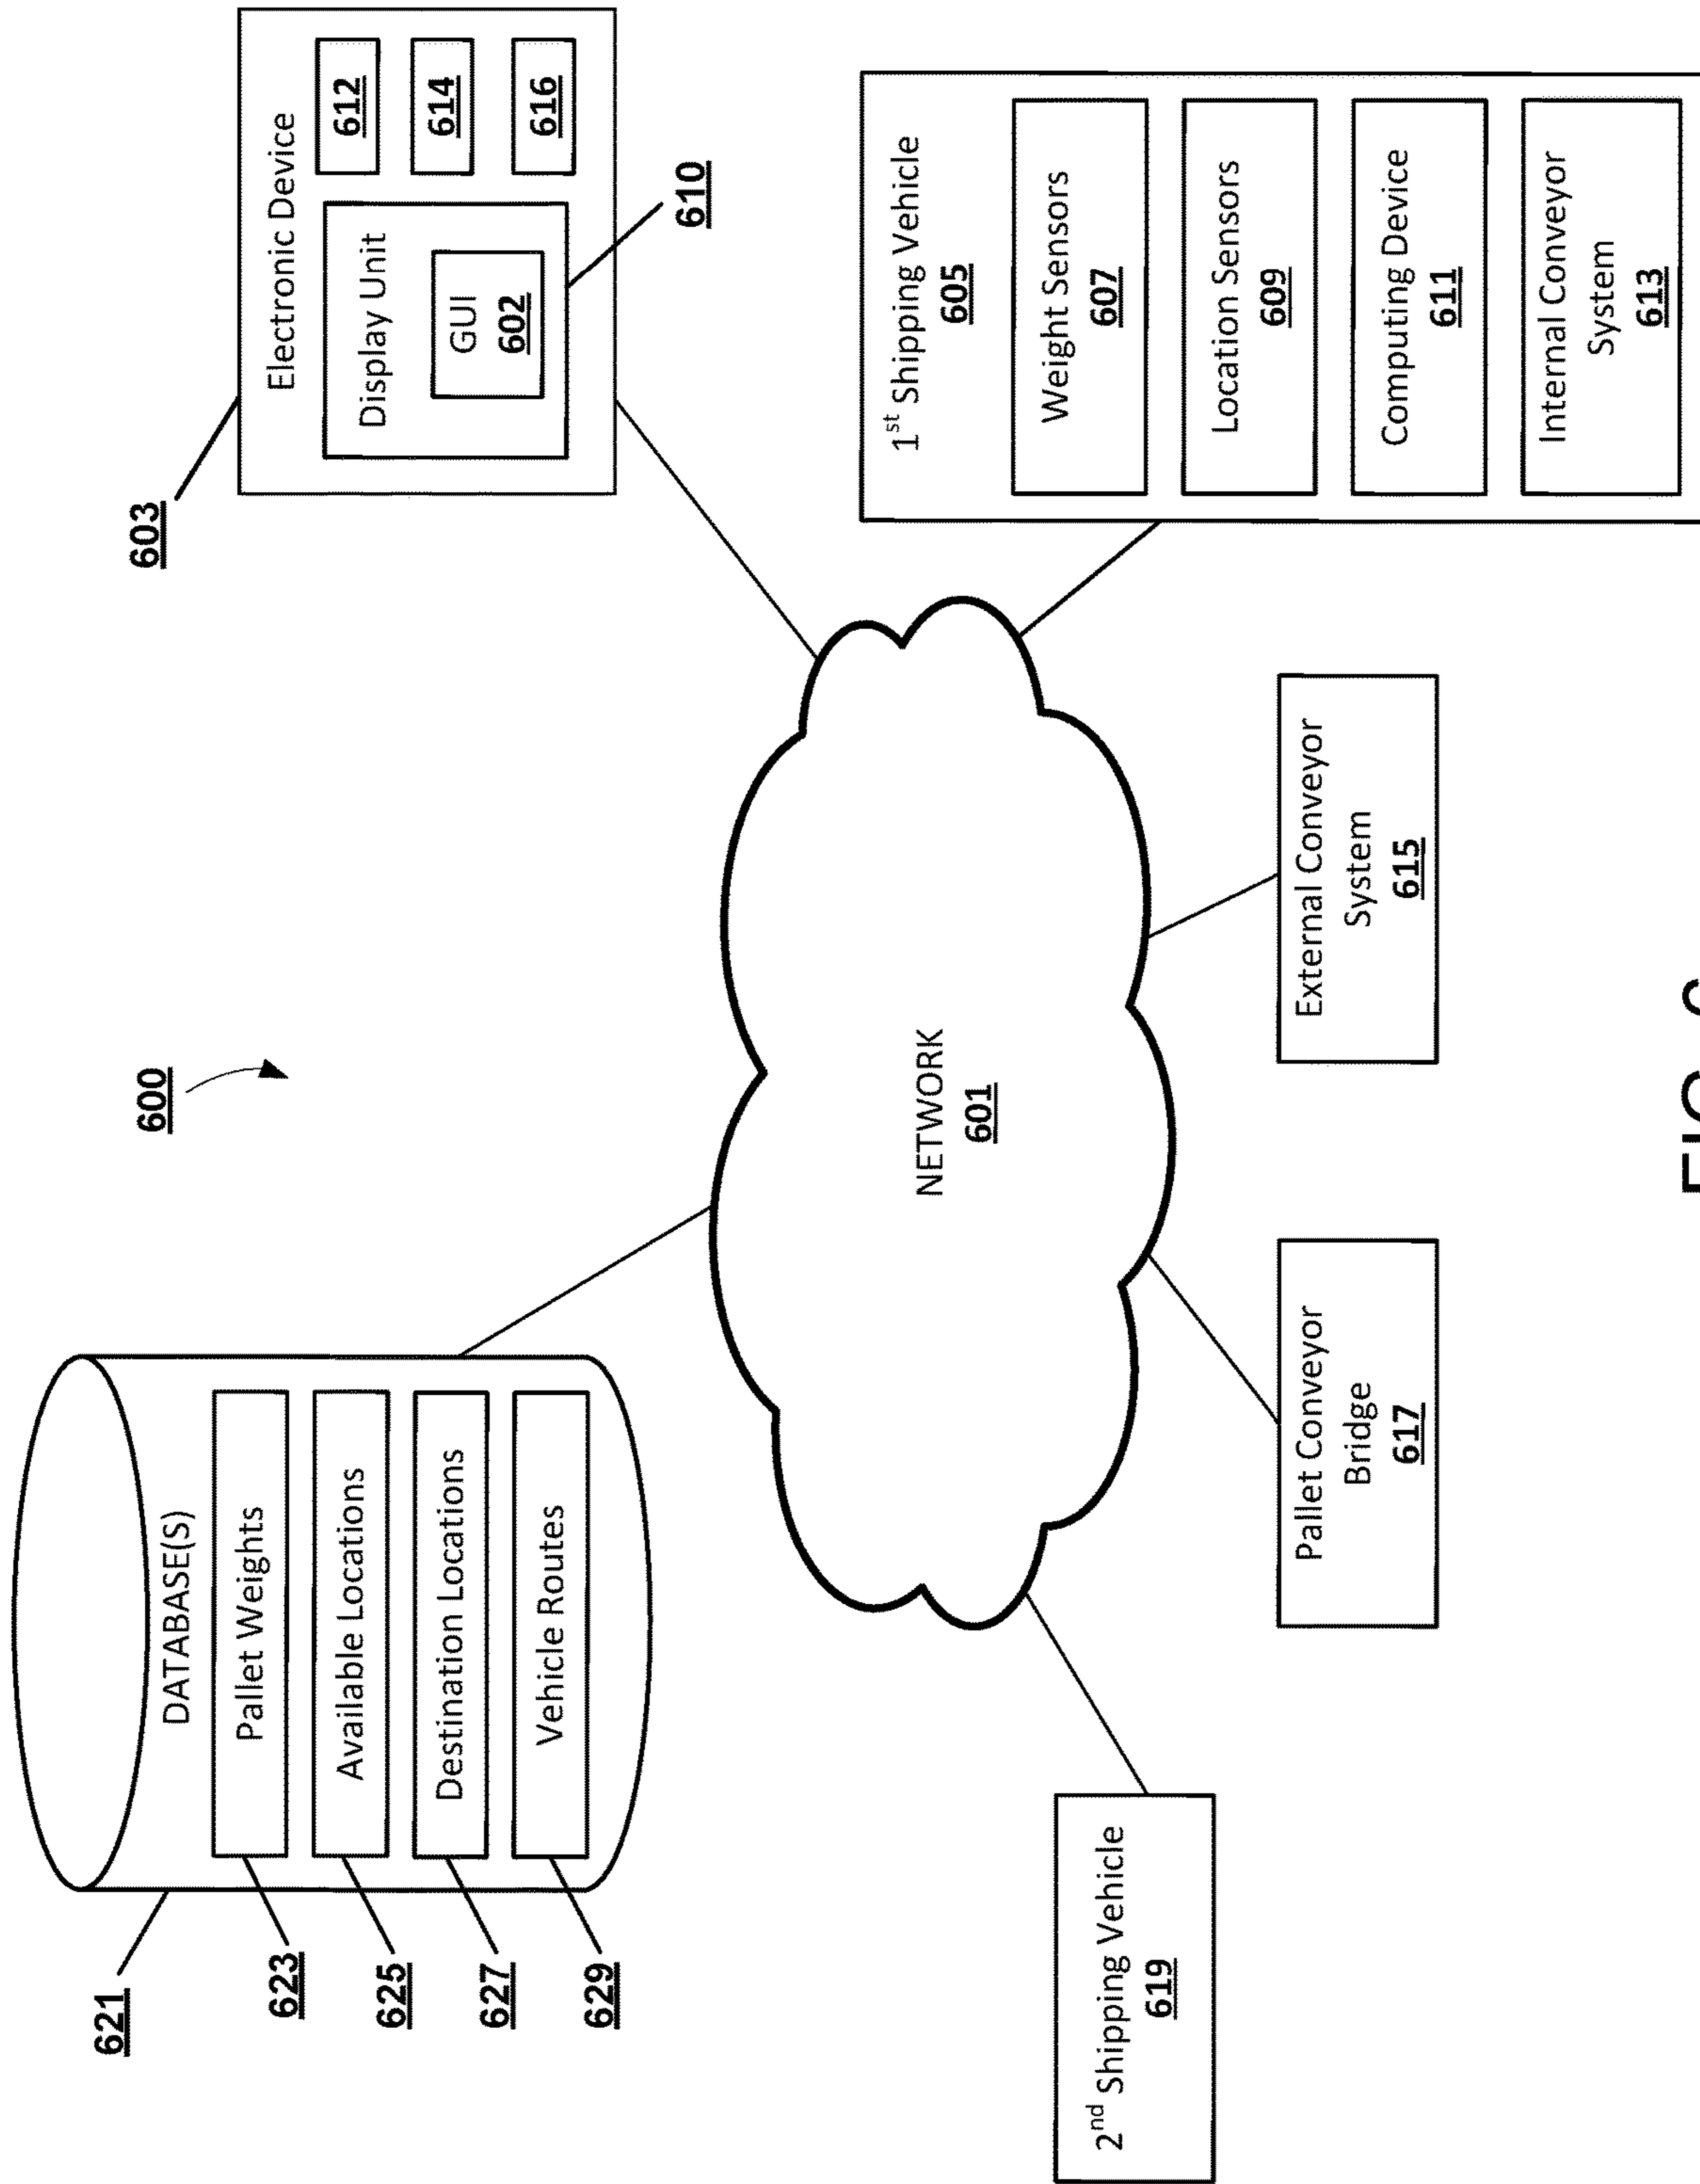 600
621
DATABASE(S)
623
Pallet Weights
625
Available Locations
627
Destination Locations
629
Vehicle Routes
603
Electronic Device
Display Unit
GUI
602
612
614
616
610
NETWORK
601
1st Shipping Vehicle
605
Weight Sensors
607
Location Sensors
609
Computing Device
611
Internal Conveyor
System
613
2nd Shipping Vehicle
619
Pallet Conveyor
Bridge
617
External Conveyor
System
615
FIG.